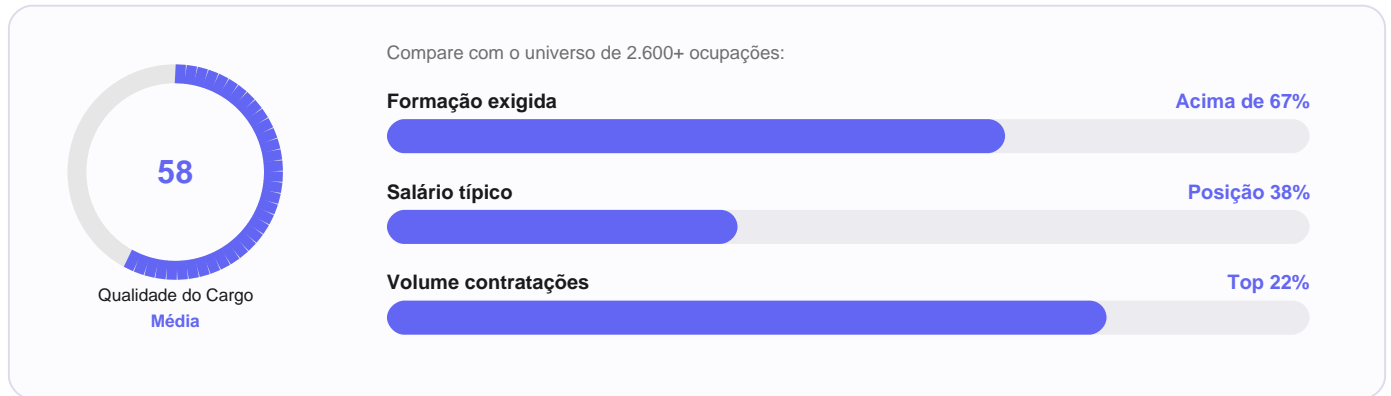 Compare com o universo de 2.600+ ocupações:
58
Qualidade do Cargo
Média
Formação exigida
Acima de 67%
Salário típico
Posição 38%
Volume contratações
Top 22%